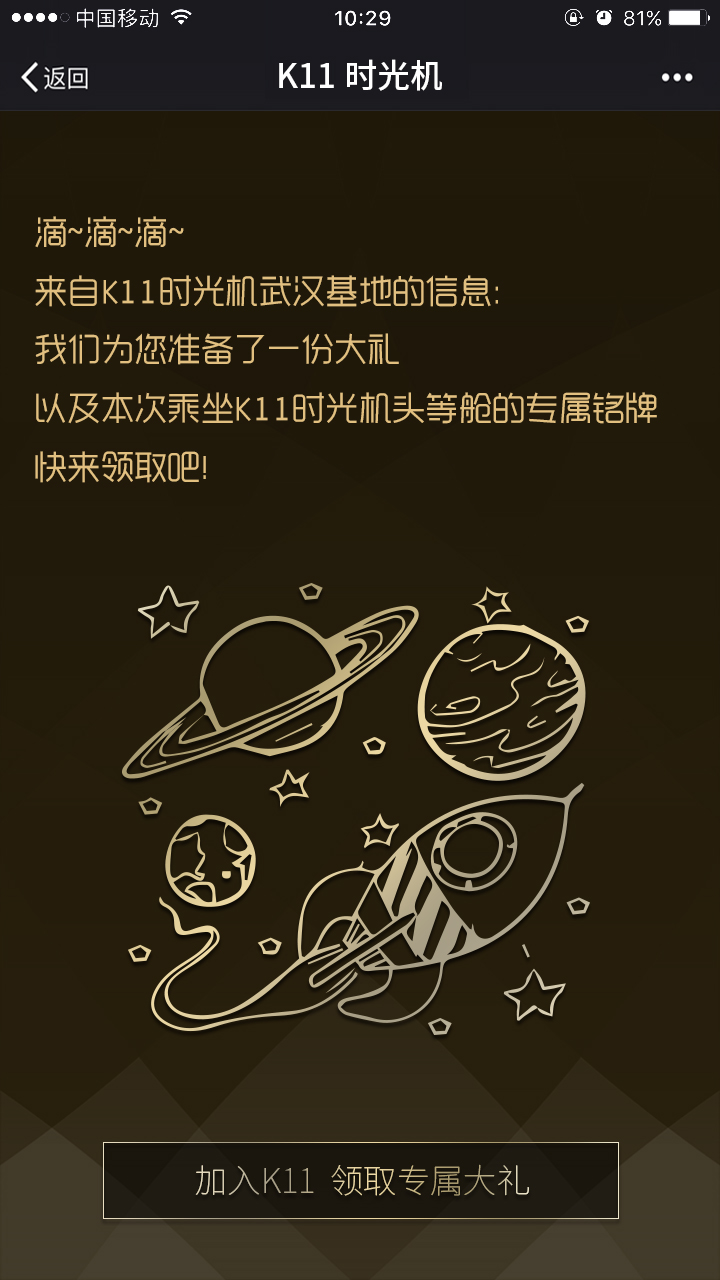 中国移动 10:29 81%
返回 K11 时光机
滴~滴~滴~
来自K11时光机武汉基地的信息:
我们为您准备了一份大礼
以及本次乘坐K11时光机头等舱的专属铭牌
快来领取吧!
加入K11 领取专属大礼